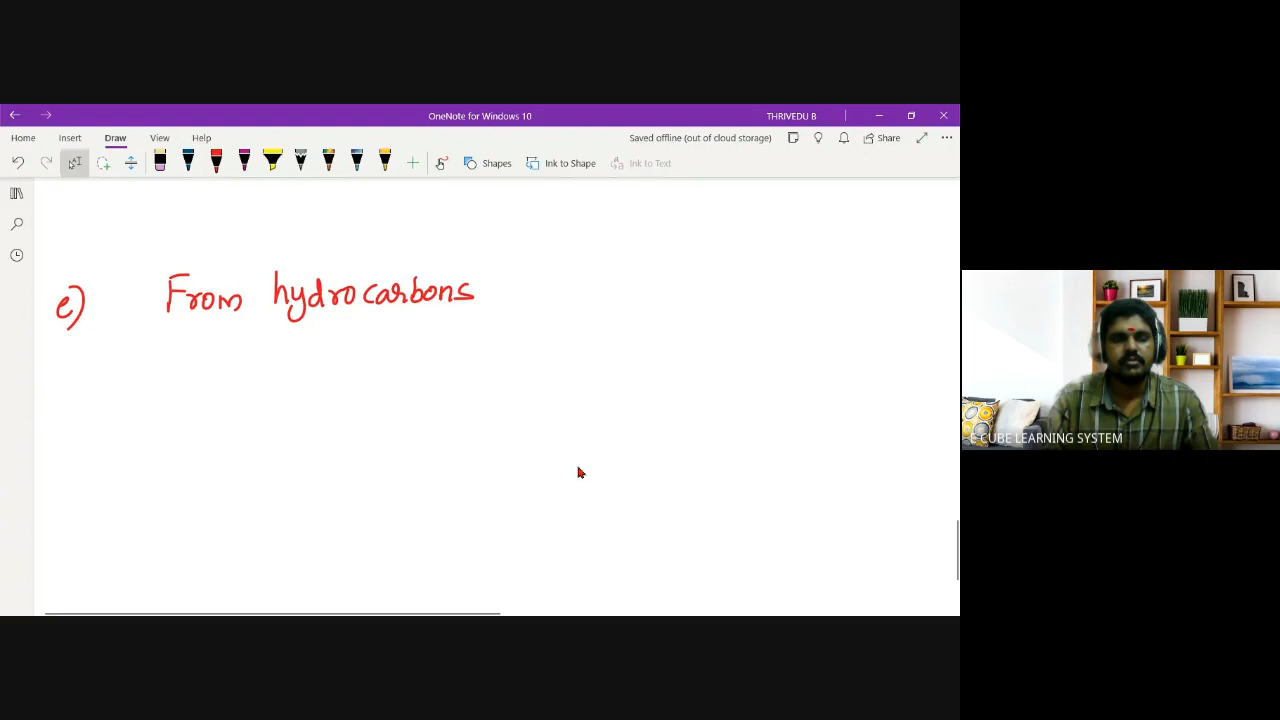 OneNote for Windows 10
THRIVEDU B
Home Insert Draw View Help
Saved offline (out of cloud storage)
Share
Shapes
Ink to Shape
Ink to Text
e) From hydrocarbons
E CUBE LEARNING SYSTEM